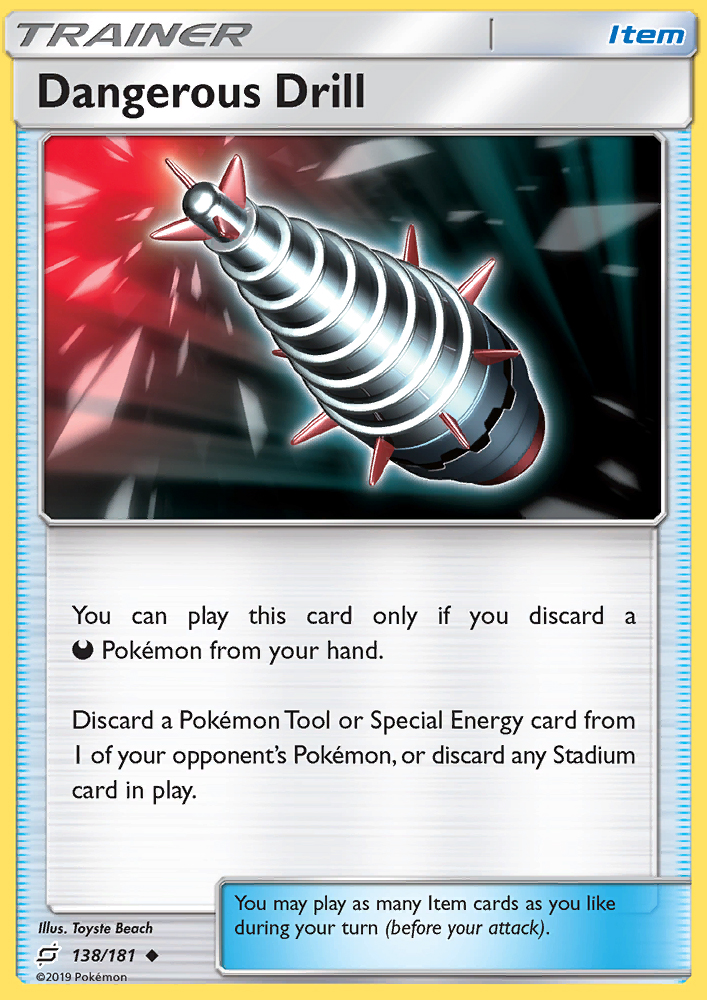 TRAINER
Item
Dangerous Drill
You can play this card only if you discard a
Pokémon from your hand.
Discard a Pokémon Tool or Special Energy card from
1 of your opponent's Pokémon, or discard any Stadium
card in play.
You may play as many Item cards as you like
during your turn (before your attack).
Illus. Toyste Beach
138/181 ◆
©2019 Pokémon